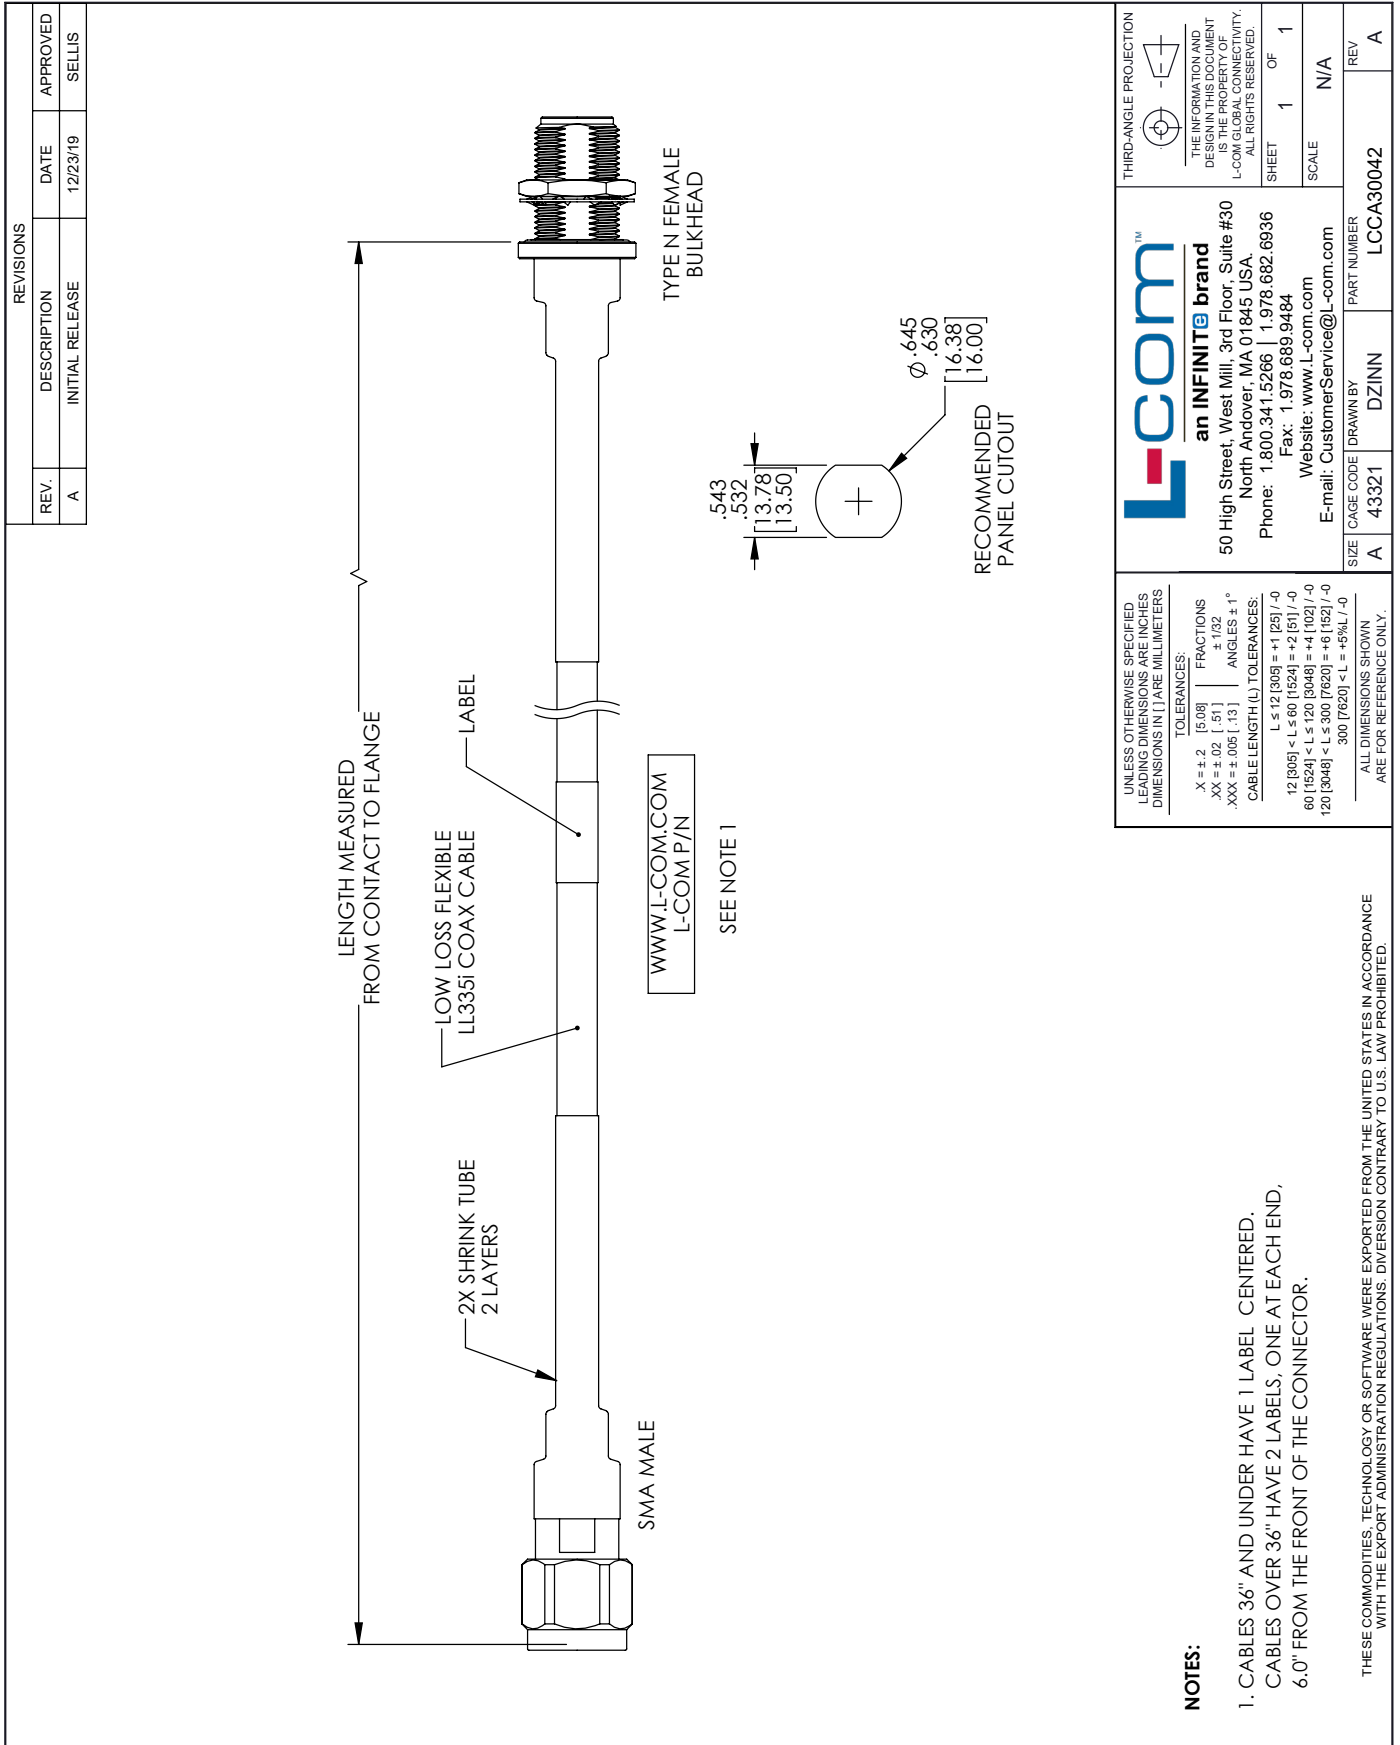 REVISIONS
REV. DESCRIPTION DATE APPROVED
A INITIAL RELEASE 12/23/19 SELLIS
LENGTH MEASURED
FROM CONTACT TO FLANGE
2X SHRINK TUBE
2 LAYERS
LOW LOSS FLEXIBLE
LL335i COAX CABLE
LABEL
SMA MALE
TYPE N FEMALE
BULKHEAD
WWW.L-COM.COM
L-COM P/N
SEE NOTE 1
.543
.532
[13.78]
[13.50]
Ø .645
.630
[16.38]
[16.00]
RECOMMENDED
PANEL CUTOUT
NOTES:
1. CABLES 36" AND UNDER HAVE 1 LABEL CENTERED.
CABLES OVER 36" HAVE 2 LABELS, ONE AT EACH END,
6.0" FROM THE FRONT OF THE CONNECTOR.
THESE COMMODITIES, TECHNOLOGY OR SOFTWARE WERE EXPORTED FROM THE UNITED STATES IN ACCORDANCE
WITH THE EXPORT ADMINISTRATION REGULATIONS. DIVERSION CONTRARY TO U.S. LAW PROHIBITED.
UNLESS OTHERWISE SPECIFIED
LEADING DIMENSIONS ARE INCHES
DIMENSIONS IN [ ] ARE MILLIMETERS
TOLERANCES:
.X = ± .2 [5.08] FRACTIONS
.XX = ± .02 [ .51 ] ± 1/32
.XXX = ± .005 [ .13 ] ANGLES ± 1°
CABLE LENGTH (L) TOLERANCES:
L ≤ 12 [305] = +1 [25] / -0
12 [305] < L ≤ 60 [1524] = +2 [51] / -0
60 [1524] < L ≤ 120 [3048] = +4 [102] / -0
120 [3048] < L ≤ 300 [7620] = +6 [152] / -0
300 [7620] < L = +5%L / -0
ALL DIMENSIONS SHOWN
ARE FOR REFERENCE ONLY.
L-com™
an INFINITe brand
50 High Street, West Mill, 3rd Floor, Suite #30
North Andover, MA 01845 USA.
Phone: 1.800.341.5266 | 1.978.682.6936
Fax: 1.978.689.9484
Website: www.L-com.com
E-mail: CustomerService@L-com.com
THIRD-ANGLE PROJECTION
THE INFORMATION AND
DESIGN IN THIS DOCUMENT
IS THE PROPERTY OF
L-COM GLOBAL CONNECTIVITY.
ALL RIGHTS RESERVED.
SHEET 1 OF 1
SCALE N/A
SIZE CAGE CODE DRAWN BY PART NUMBER REV
A 43321 DZINN LCCA30042 A